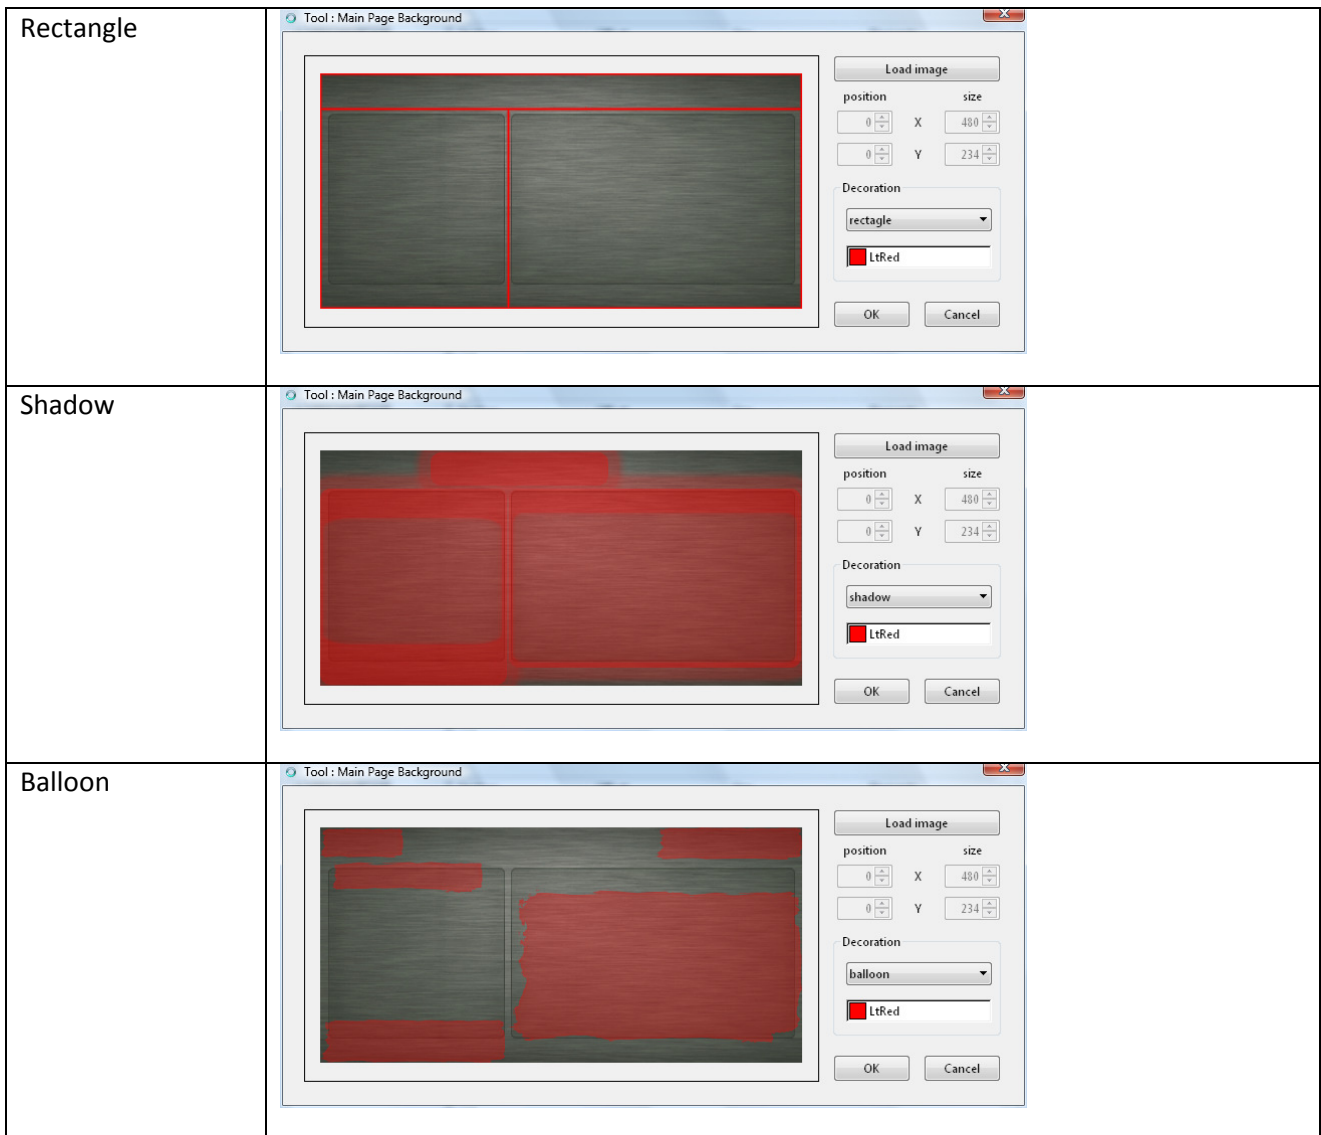 Rectangle
Tool : Main Page Background
Load image
position size
0 X 480
0 Y 234
Decoration
rectagle
LtRed
OK Cancel
Shadow
Tool : Main Page Background
Load image
position size
0 X 480
0 Y 234
Decoration
shadow
LtRed
OK Cancel
Balloon
Tool : Main Page Background
Load image
position size
0 X 480
0 Y 234
Decoration
balloon
LtRed
OK Cancel